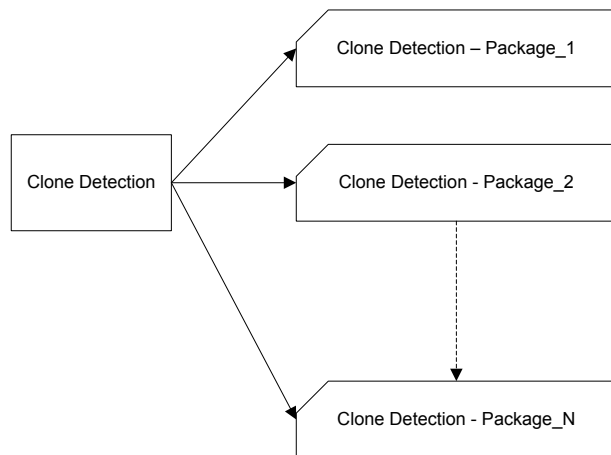 Clone Detection – Package_1
Clone Detection
Clone Detection - Package_2
Clone Detection - Package_N